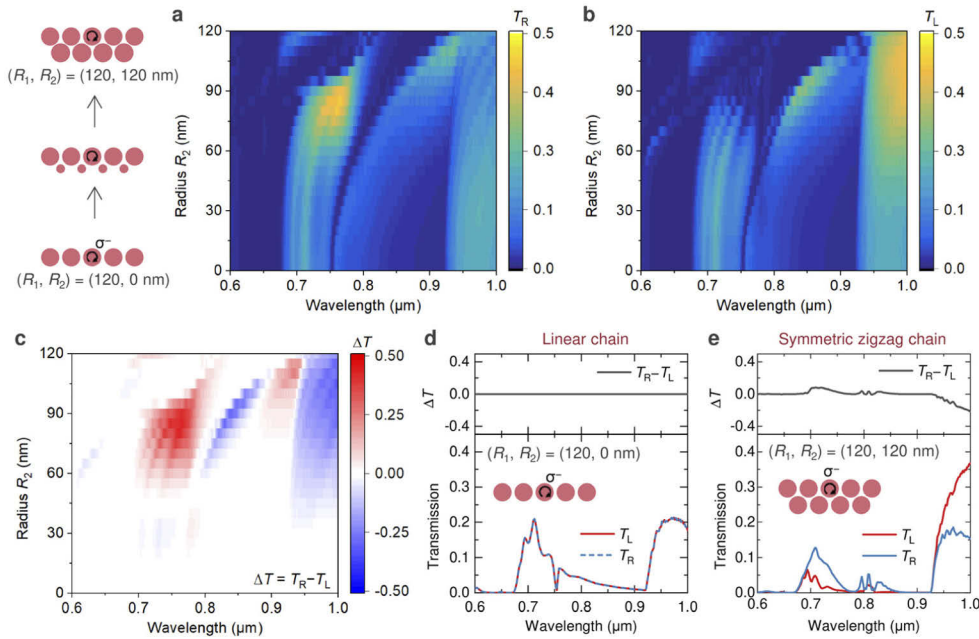 (R₁, R₂) = (120, 120 nm)
σ⁻
(R₁, R₂) = (120, 0 nm)
a
T_R
120
90
60
30
0
Radius R₂ (nm)
0.6 0.7 0.8 0.9 1.0
Wavelength (µm)
0.5
0.4
0.3
0.1
0.0
b
T_L
120
90
60
30
0
Radius R₂ (nm)
0.6 0.7 0.8 0.9 1.0
Wavelength (µm)
0.5
0.4
0.3
0.1
0.0
c
ΔT
120
90
60
30
0
Radius R₂ (nm)
ΔT = T_R−T_L
0.6 0.7 0.8 0.9 1.0
Wavelength (µm)
0.50
0.25
0.00
-0.25
-0.50
d
Linear chain
ΔT
0.4
0.0
-0.4
T_R−T_L
(R₁, R₂) = (120, 0 nm)
σ⁻
Transmission
0.4
0.3
0.2
0.1
0.0
T_L
T_R
0.6 0.7 0.8 0.9 1.0
Wavelength (µm)
e
Symmetric zigzag chain
ΔT
0.4
0.0
-0.4
T_R−T_L
(R₁, R₂) = (120, 120 nm)
σ⁻
Transmission
0.4
0.3
0.2
0.1
0.0
T_L
T_R
0.6 0.7 0.8 0.9 1.0
Wavelength (µm)